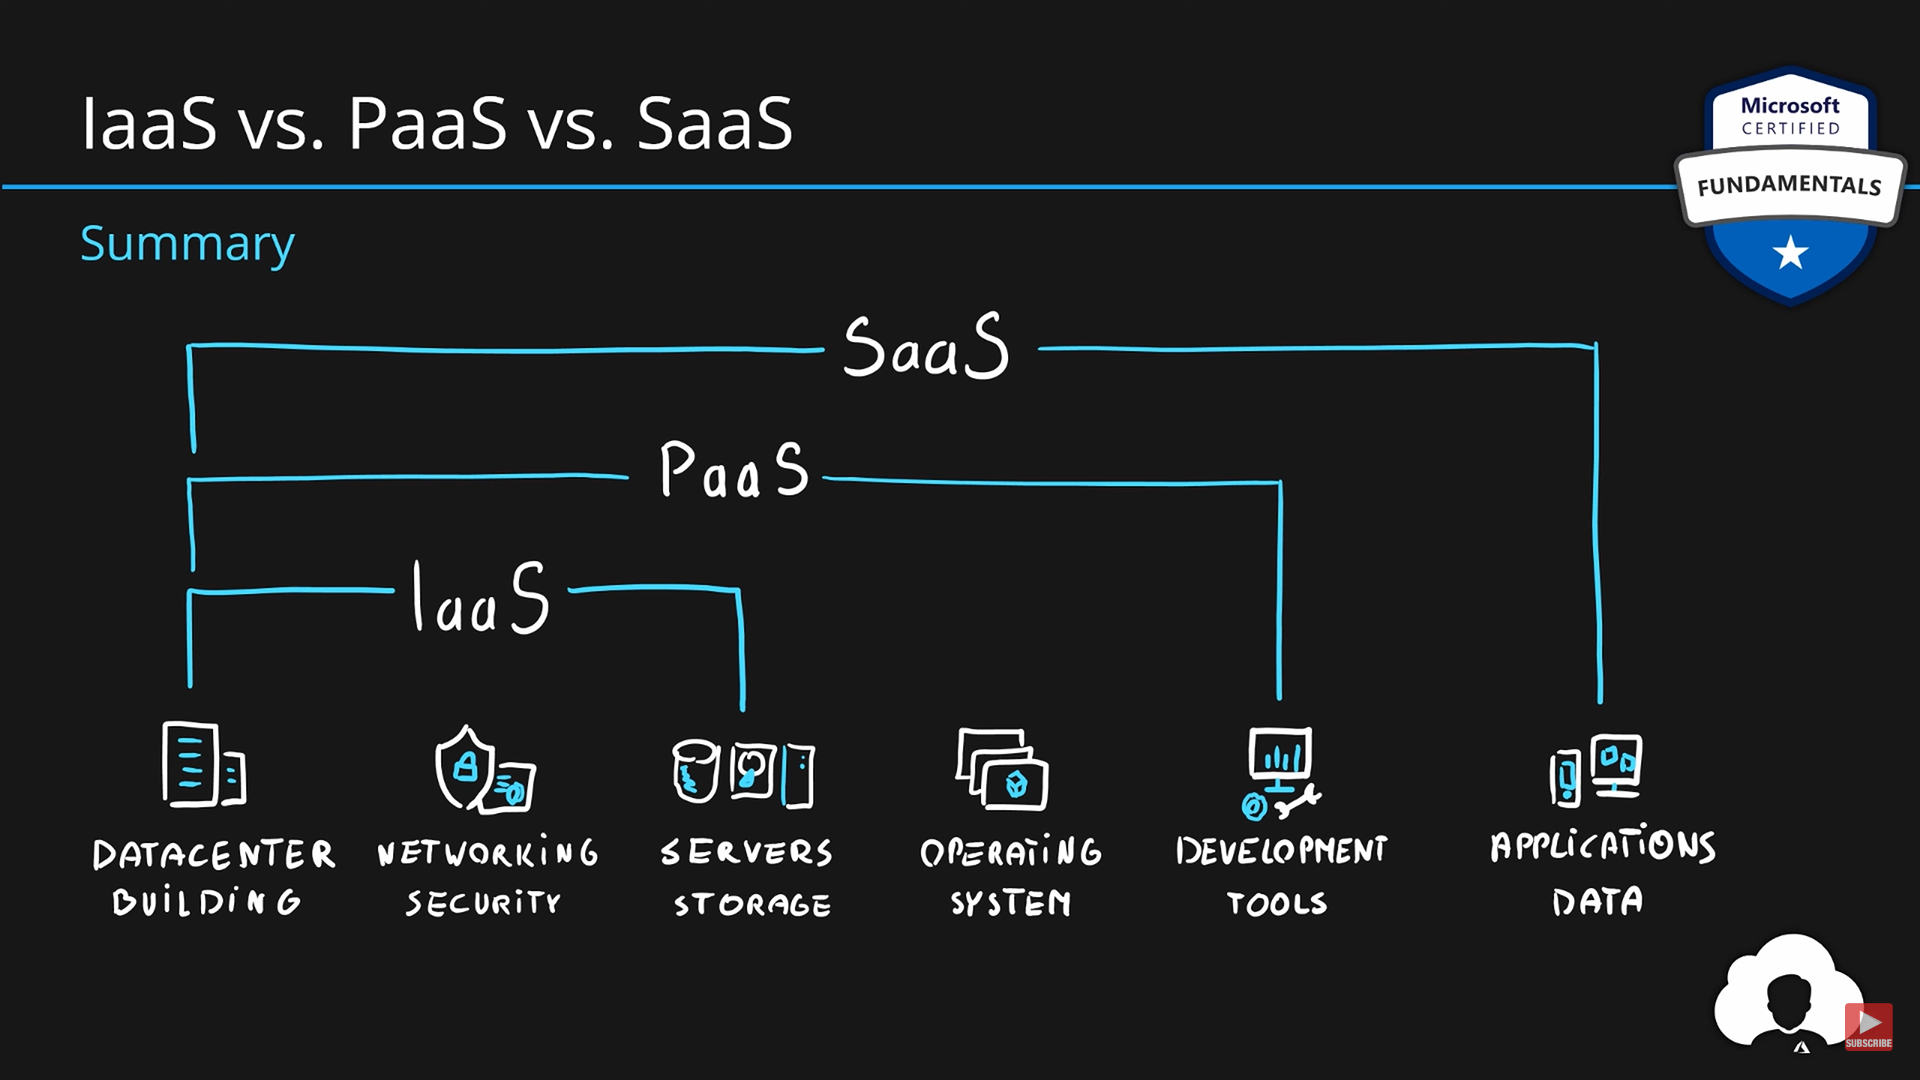 IaaS vs. PaaS vs. SaaS
Microsoft
CERTIFIED
FUNDAMENTALS
Summary
SaaS
PaaS
IaaS
DATACENTER
BUILDING
NETWORKING
SECURITY
SERVERS
STORAGE
OPERATING
SYSTEM
DEVELOPMENT
TOOLS
APPLICATIONS
DATA
SUBSCRIBE